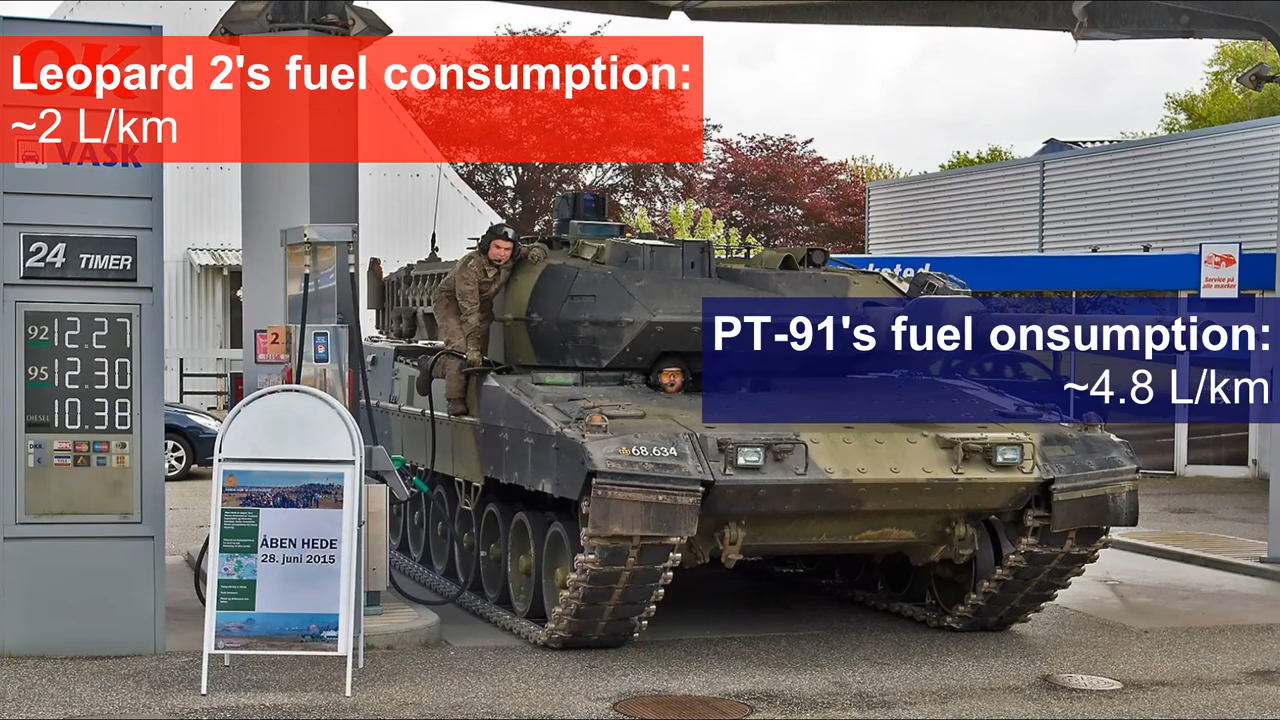 OK
Leopard 2's fuel consumption:
~2 L/km
VASK
24 TIMER
92 12.27
95 12.30
DIESEL 10.38
2
Service på
alle mærker
PT-91's fuel onsumption:
~4.8 L/km
68.634
ÅBEN HEDE
28. juni 2015